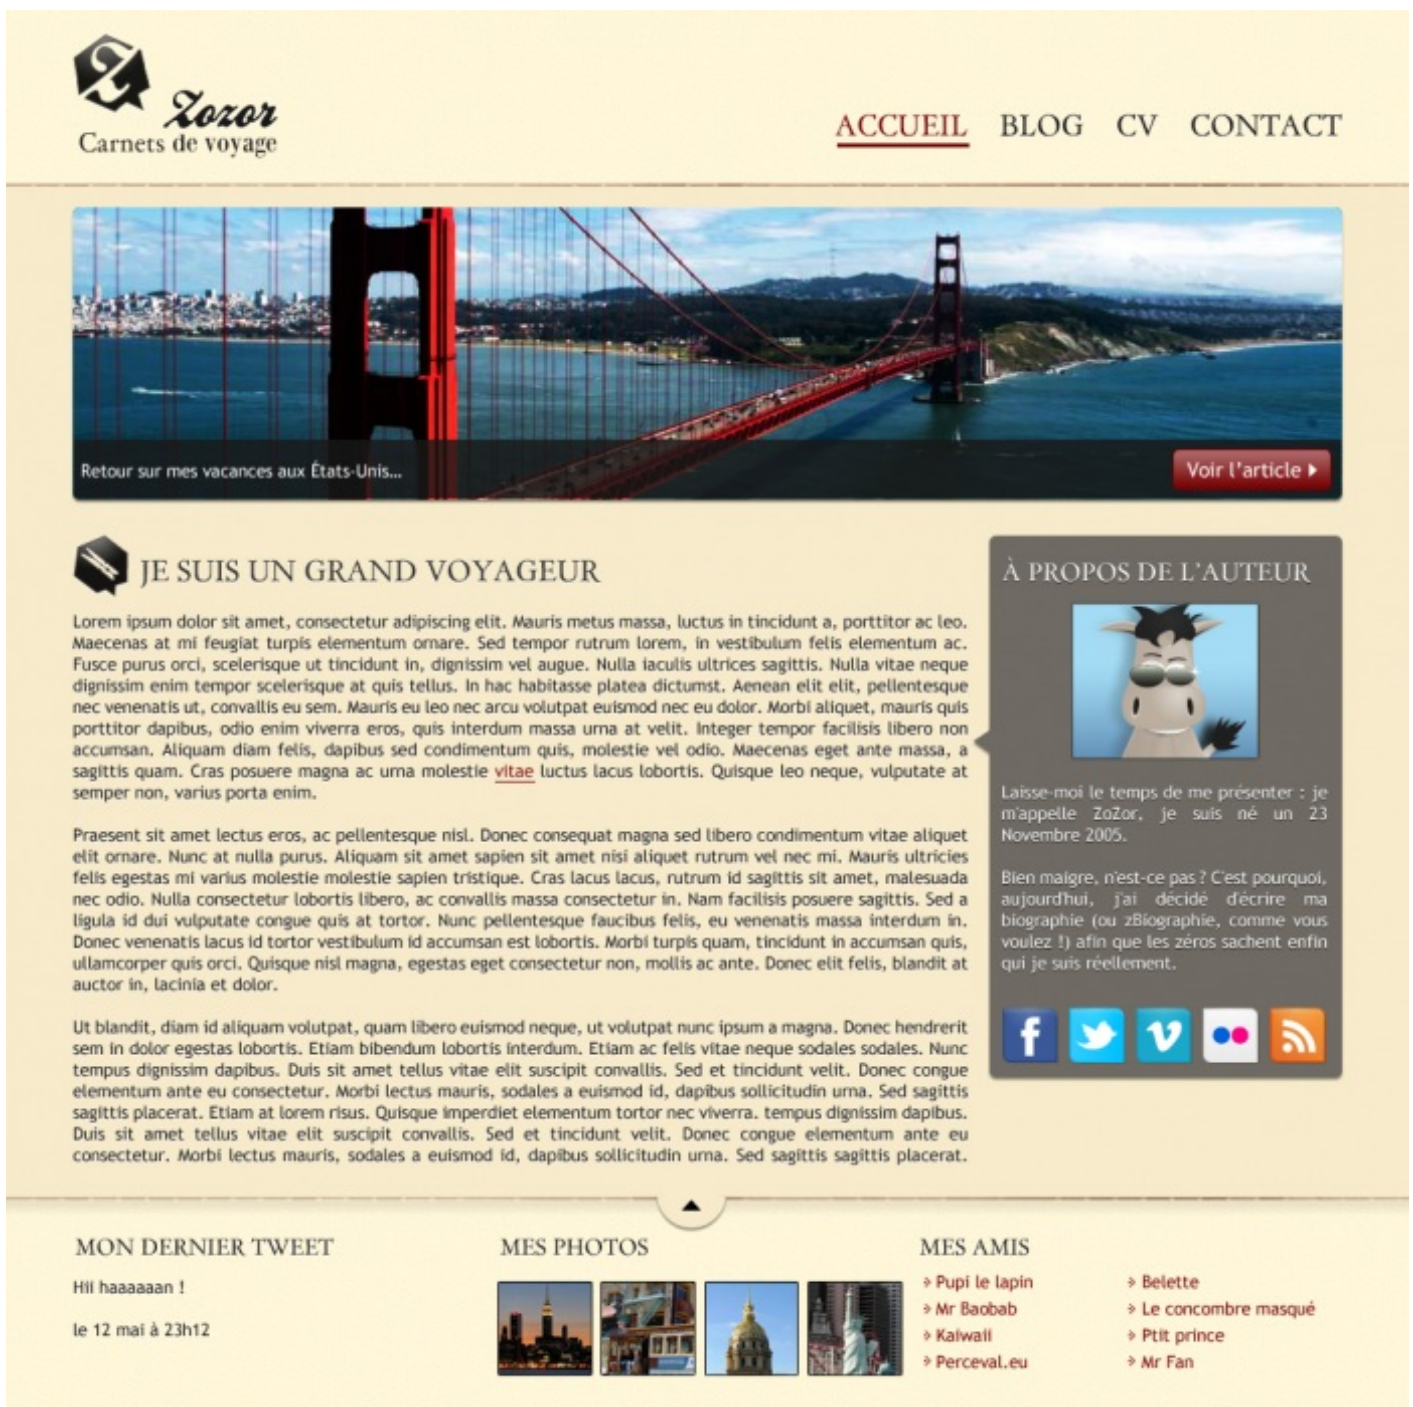 Zozor
Carnets de voyage
ACCUEIL BLOG CV CONTACT
Retour sur mes vacances aux États-Unis...
Voir l'article
JE SUIS UN GRAND VOYAGEUR
Lorem ipsum dolor sit amet, consectetur adipiscing elit. Mauris metus massa, luctus in tincidunt a, porttitor ac leo.
Maecenas at mi feugiat turpis elementum ornare. Sed tempor rutrum lorem, in vestibulum felis elementum ac.
Fusce purus orci, scelerisque ut tincidunt in, dignissim vel augue. Nulla iaculis ultrices sagittis. Nulla vitae neque
dignissim enim tempor scelerisque at quis tellus. In hac habitasse platea dictumst. Aenean elit elit, pellentesque
nec venenatis ut, convallis eu sem. Mauris eu leo nec arcu volutpat euismod nec eu dolor. Morbi aliquet, mauris quis
porttitor dapibus, odio enim viverra eros, quis interdum massa urna at velit. Integer tempor facilisis libero non
accumsan. Aliquam diam felis, dapibus sed condimentum quis, molestie vel odio. Maecenas eget ante massa, a
sagittis quam. Cras posuere magna ac urna molestie vitae luctus lacus lobortis. Quisque leo neque, vulputate at
semper non, varius porta enim.
Praesent sit amet lectus eros, ac pellentesque nisl. Donec consequat magna sed libero condimentum vitae aliquet
elit ornare. Nunc at nulla purus. Aliquam sit amet sapien sit amet nisi aliquet rutrum vel nec mi. Mauris ultricies
felis egestas mi varius molestie molestie sapien tristique. Cras lacus lacus, rutrum id sagittis sit amet, malesuada
nec odio. Nulla consectetur lobortis libero, ac convallis massa consectetur in. Nam facilisis posuere sagittis. Sed a
ligula id dui vulputate congue quis at tortor. Nunc pellentesque faucibus felis, eu venenatis massa interdum in.
Donec venenatis lacus id tortor vestibulum id accumsan est lobortis. Morbi turpis quam, tincidunt in accumsan quis,
ullamcorper quis orci. Quisque nisl magna, egestas eget consectetur non, mollis ac ante. Donec elit felis, blandit at
auctor in, lacinia et dolor.
Ut blandit, diam id aliquam volutpat, quam libero euismod neque, ut volutpat nunc ipsum a magna. Donec hendrerit
sem in dolor egestas lobortis. Etiam bibendum lobortis interdum. Etiam ac felis vitae neque sodales sodales. Nunc
tempus dignissim dapibus. Duis sit amet tellus vitae elit suscipit convallis. Sed et tincidunt velit. Donec congue
elementum ante eu consectetur. Morbi lectus mauris, sodales a euismod id, dapibus sollicitudin urna. Sed sagittis
sagittis placerat. Etiam at lorem risus. Quisque imperdiet elementum tortor nec viverra. tempus dignissim dapibus.
Duis sit amet tellus vitae elit suscipit convallis. Sed et tincidunt velit. Donec congue elementum ante eu
consectetur. Morbi lectus mauris, sodales a euismod id, dapibus sollicitudin urna. Sed sagittis sagittis placerat.
À PROPOS DE L'AUTEUR
Laisse-moi le temps de me présenter : je
m'appelle ZoZor, je suis né un 23
Novembre 2005.
Bien maigre, n'est-ce pas ? C'est pourquoi,
aujourd'hui, j'ai décidé d'écrire ma
biographie (ou zBiographie, comme vous
voulez !) afin que les zéros sachent enfin
qui je suis réellement.
MON DERNIER TWEET
Hii haaaaaan !
le 12 mai à 23h12
MES PHOTOS
MES AMIS
Pupi le lapin
Mr Baobab
Kaiwaii
Perceval.eu
Belette
Le concombre masqué
Ptit prince
Mr Fan